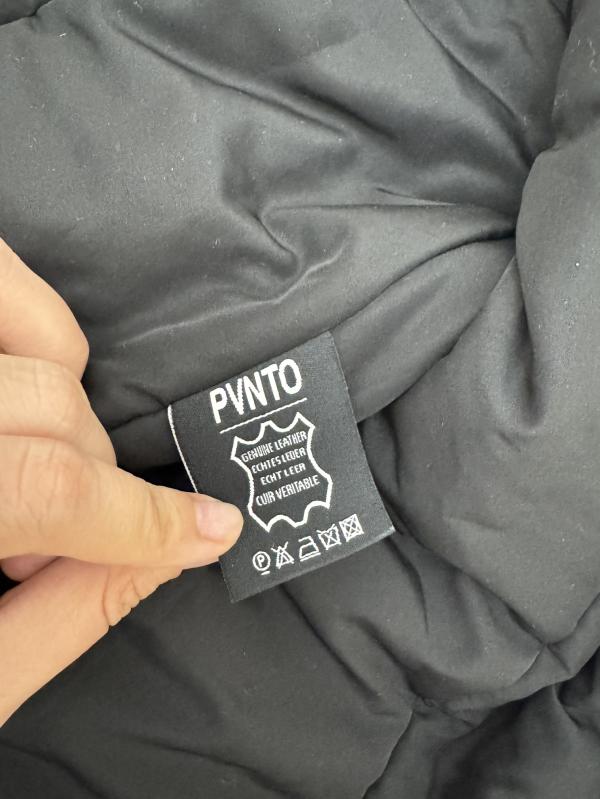 PVNTO
GENUINE LEATHER
ECHTES LEDER
ECHT LEER
CUIR VERITABLE
P